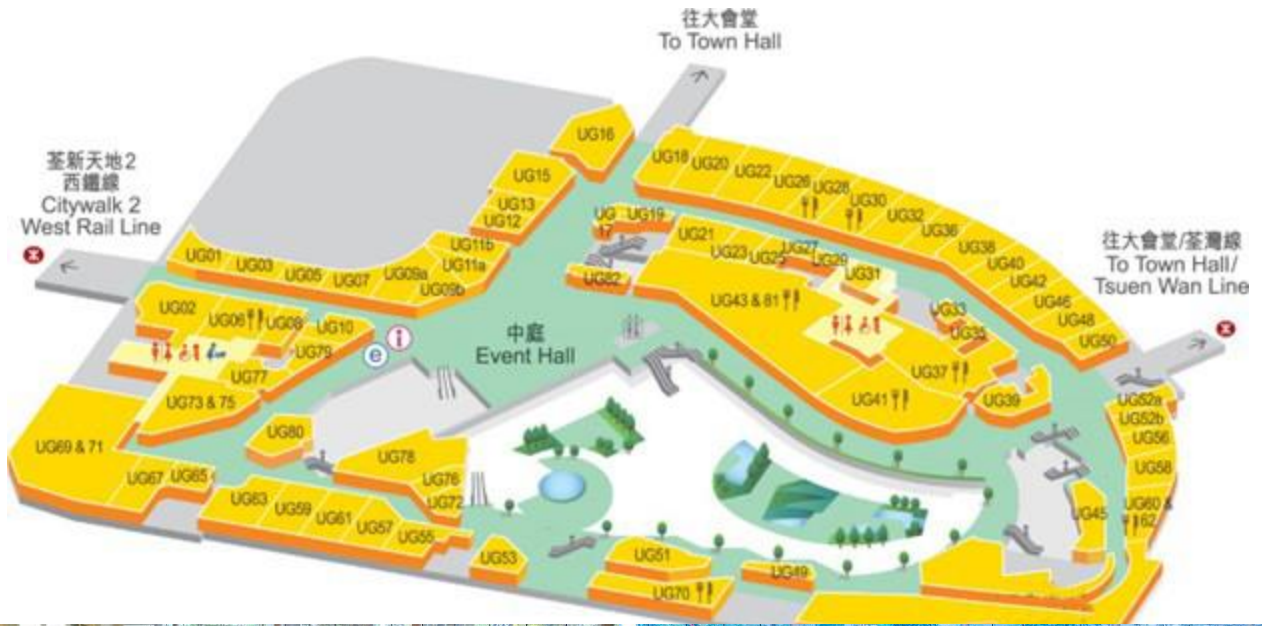 往大會堂
To Town Hall
荃新天地2
西鐵線
Citywalk 2
West Rail Line
往大會堂/荃灣線
To Town Hall/
Tsuen Wan Line
UG16
UG15
UG13
UG12
UG11b
UG11a
UG09a
UG09b
UG01
UG03
UG05
UG07
UG18
UG20
UG22
UG26
UG28
UG30
UG32
UG36
UG38
UG40
UG42
UG46
UG48
UG50
UG
17
UG19
UG21
UG23
UG25
UG27
UG29
UG31
UG82
UG43 & 81
UG33
UG35
UG37
UG41
UG39
UG02
UG06
UG08
UG10
UG79
UG77
UG73 & 75
e
i
中庭
Event Hall
UG52a
UG52b
UG56
UG58
UG60 &
62
UG45
UG69 & 71
UG67
UG65
UG80
UG78
UG76
UG72
UG63
UG59
UG61
UG57
UG55
UG53
UG51
UG49
UG70